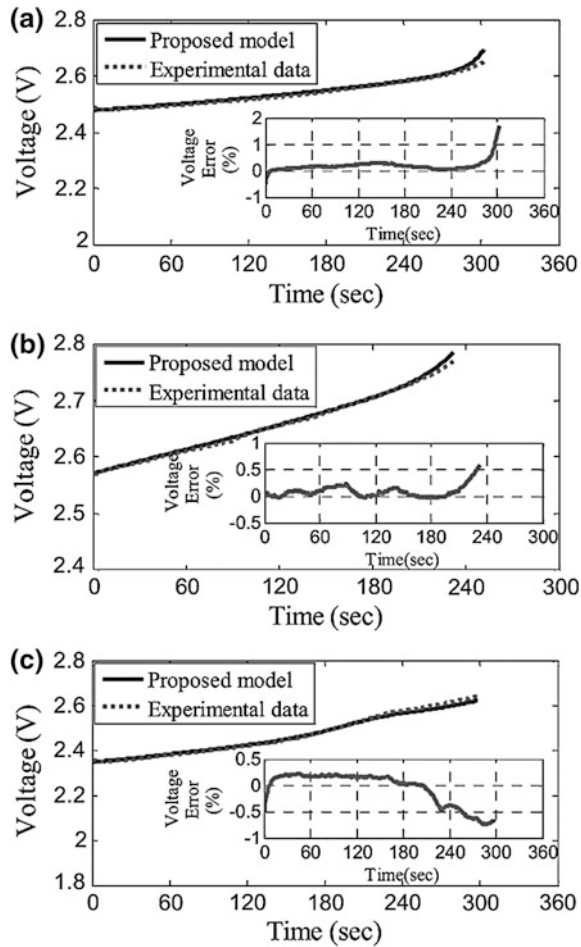 (a)
2.8
2.6
2.4
2.2
2
Voltage (V)
Proposed model
Experimental data
Voltage
Error
(%)
2
1
0
-1
0 60 120 180 240 300 360
Time(sec)
0 60 120 180 240 300 360
Time (sec)
(b)
2.8
2.7
2.6
2.5
2.4
Voltage (V)
Proposed model
Experimental data
Voltage
Error
(%)
1
0.5
0
-0.5
0 60 120 180 240 300
Time(sec)
0 60 120 180 240 300
Time (sec)
(c)
2.8
2.6
2.4
2.2
2
1.8
Voltage (V)
Proposed model
Experimental data
Voltage
Error
(%)
0.5
0
-0.5
-1
0 60 120 180 240 300 360
Time(sec)
0 60 120 180 240 300 360
Time (sec)